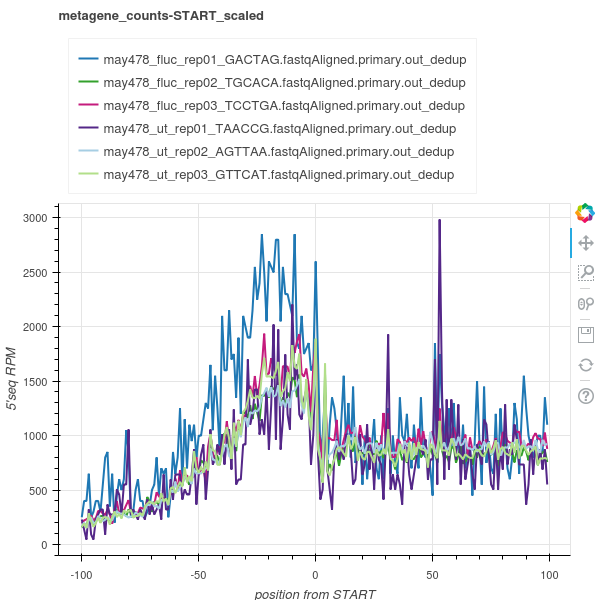 metagene_counts-START_scaled
may478_fluc_rep01_GACTAG.fastqAligned.primary.out_dedup
may478_fluc_rep02_TGCACA.fastqAligned.primary.out_dedup
may478_fluc_rep03_TCCTGA.fastqAligned.primary.out_dedup
may478_ut_rep01_TAACCG.fastqAligned.primary.out_dedup
may478_ut_rep02_AGTTAA.fastqAligned.primary.out_dedup
may478_ut_rep03_GTTCAT.fastqAligned.primary.out_dedup
3000
2500
2000
1500
1000
500
0
5'seq RPM
-100 -50 0 50 100
position from START